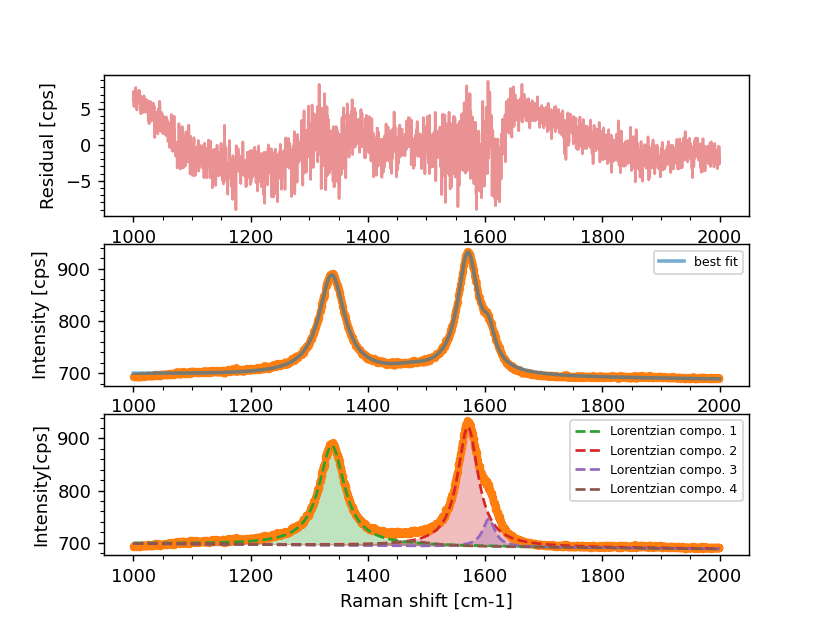 Residual [cps]
5
0
−5
1000 1200 1400 1600 1800 2000
Intensity [cps]
900
800
700
best fit
1000 1200 1400 1600 1800 2000
Intensity[cps]
900
800
700
Lorentzian compo. 1
Lorentzian compo. 2
Lorentzian compo. 3
Lorentzian compo. 4
1000 1200 1400 1600 1800 2000
Raman shift [cm-1]